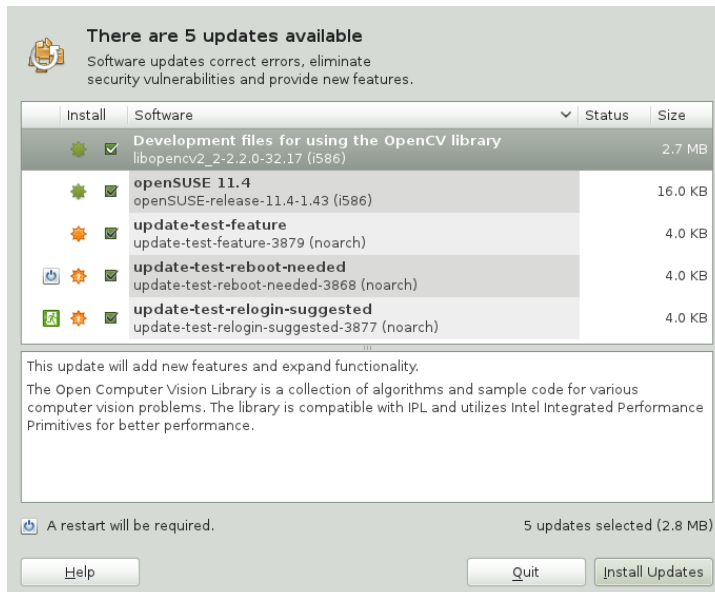 There are 5 updates available
Software updates correct errors, eliminate
security vulnerabilities and provide new features.
Install Software Status Size
Development files for using the OpenCV library
libopencv2_2-2.2.0-32.17 (i586) 2.7 MB
openSUSE 11.4
openSUSE-release-11.4-1.43 (i586) 16.0 KB
update-test-feature
update-test-feature-3879 (noarch) 4.0 KB
update-test-reboot-needed
update-test-reboot-needed-3868 (noarch) 4.0 KB
update-test-relogin-suggested
update-test-relogin-suggested-3877 (noarch) 4.0 KB
This update will add new features and expand functionality.
The Open Computer Vision Library is a collection of algorithms and sample code for various
computer vision problems. The library is compatible with IPL and utilizes Intel Integrated Performance
Primitives for better performance.
A restart will be required. 5 updates selected (2.8 MB)
Help Quit Install Updates